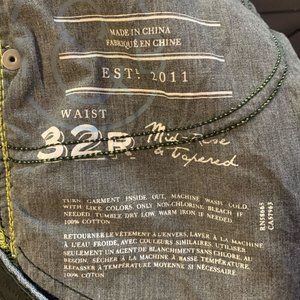 MADE IN CHINA
FABRIQUÉ EN CHINE
EST. 2011
WAIST
32R
Mid-Rise
& Tapered
TURN GARMENT INSIDE OUT, MACHINE WASH COLD,
WITH LIKE COLORS. ONLY NON-CHLORINE BLEACH IF
NEEDED. TUMBLE DRY LOW. WARM IRON IF NEEDED.
100% COTTON
RETOURNER LE VÊTEMENT À L'ENVERS, LAVER À LA MACHINE
À L'EAU FROIDE, AVEC COULEURS SIMILAIRES. UTILISER
SEULEMENT UN AGENT DE BLANCHIMENT SANS CHLORE, AU
BESOIN. SÉCHER À LA MACHINE À BASSE TEMPÉRATURE.
REPASSER À TEMPÉRATURE MOYENNE SI NÉCESSAIRE.
100% COTON
CA57963